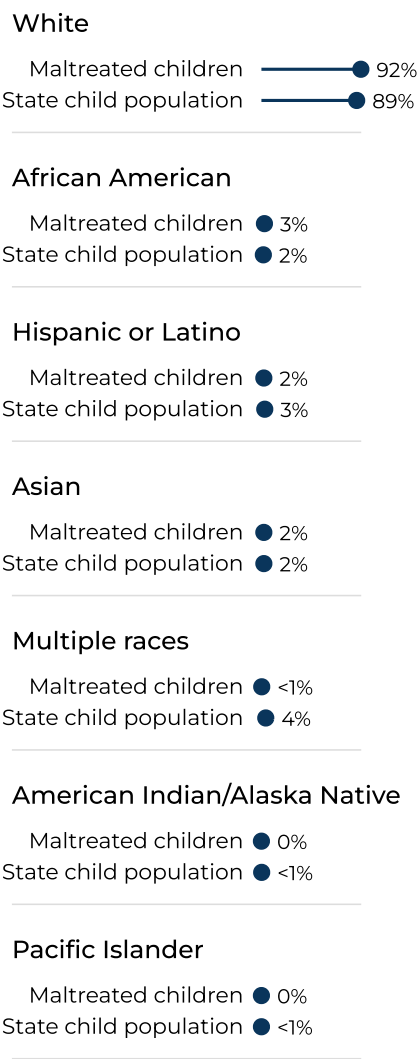 White
Maltreated children 92%
State child population 89%
African American
Maltreated children 3%
State child population 2%
Hispanic or Latino
Maltreated children 2%
State child population 3%
Asian
Maltreated children 2%
State child population 2%
Multiple races
Maltreated children <1%
State child population 4%
American Indian/Alaska Native
Maltreated children 0%
State child population <1%
Pacific Islander
Maltreated children 0%
State child population <1%